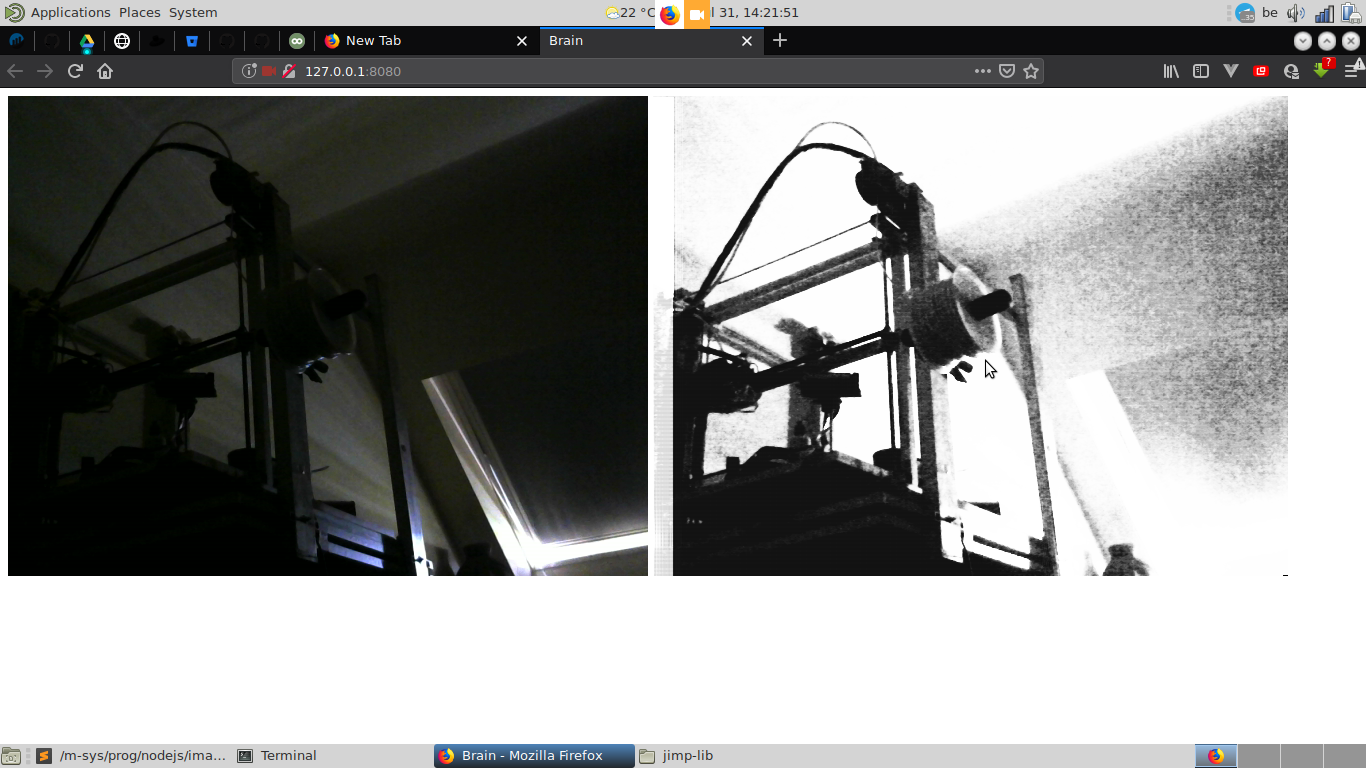 Applications Places System
22 °C
l 31, 14:21:51
be
New Tab
Brain
127.0.0.1:8080
/m-sys/prog/nodejs/ima...
Terminal
Brain - Mozilla Firefox
jimp-lib